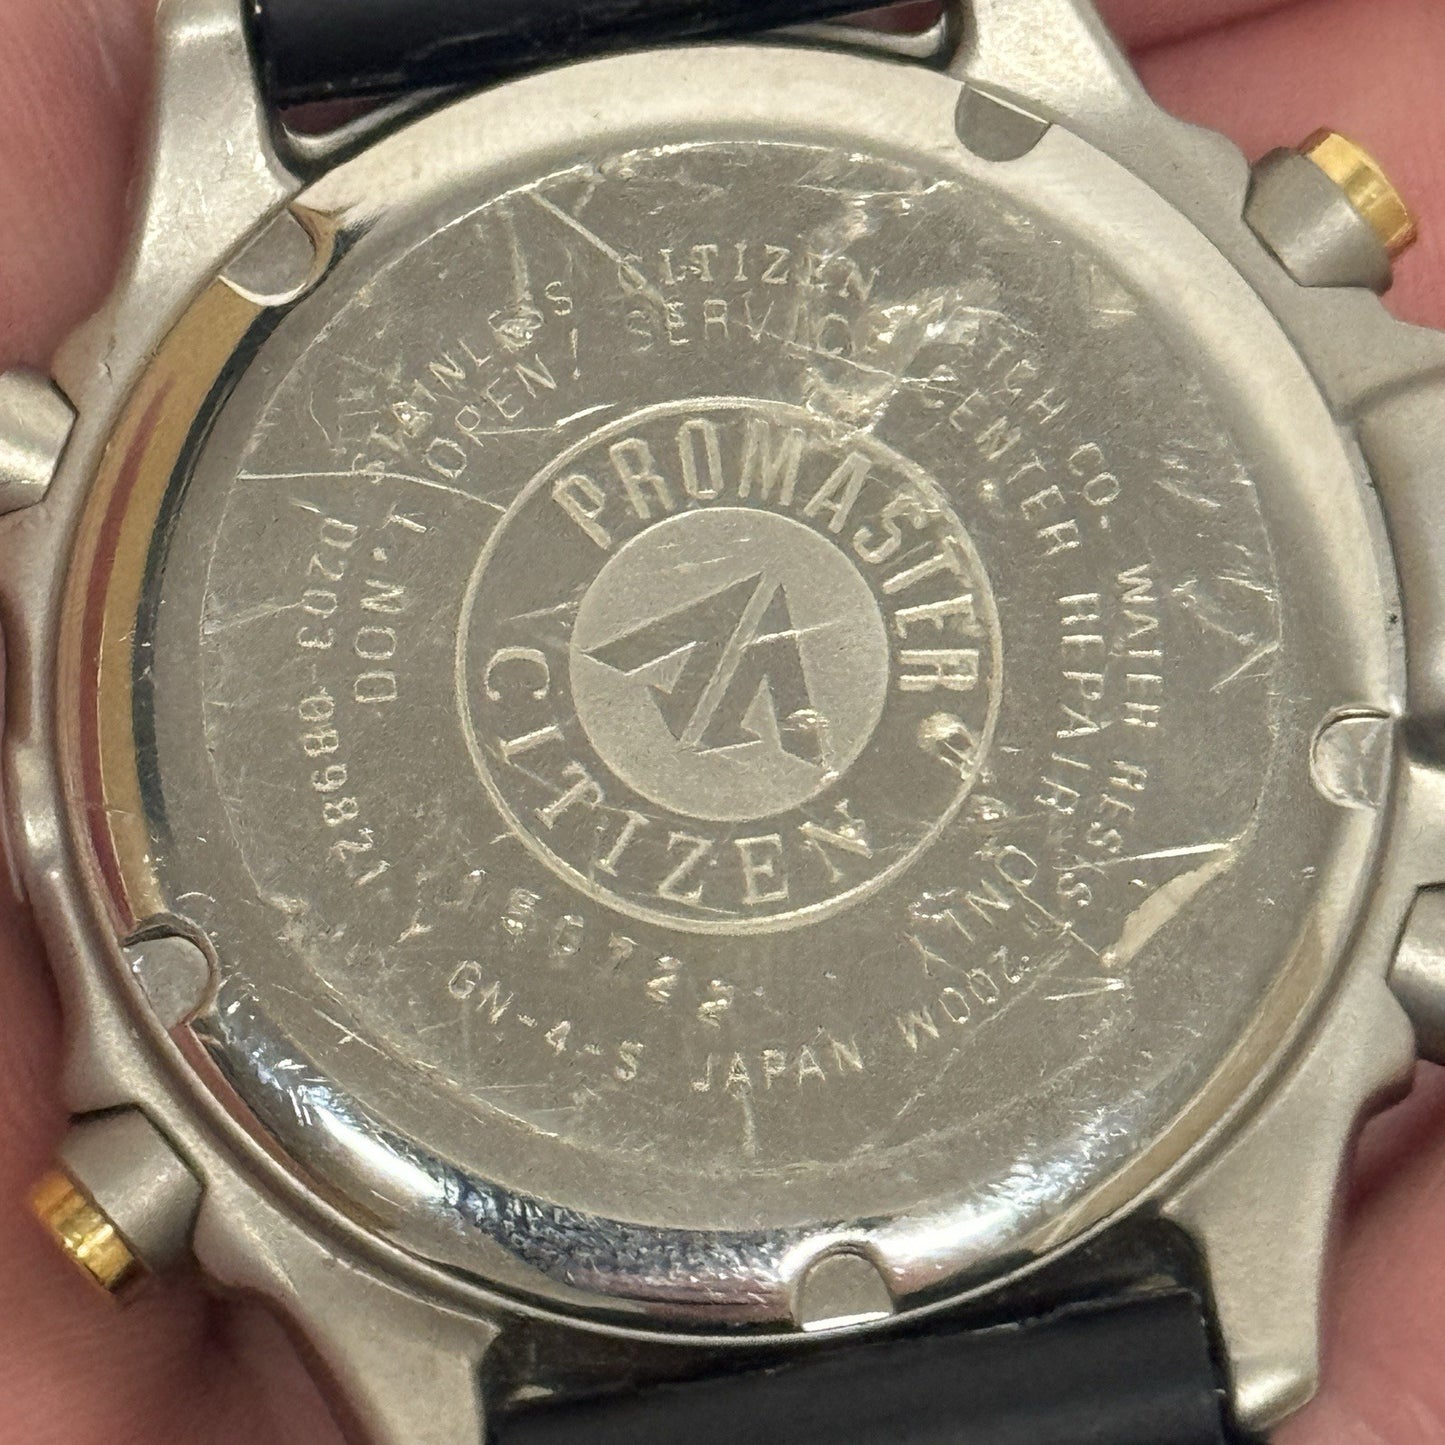 CITIZEN WATCH CO. WATER RESIST 200M JAPAN GN-4-S
D203-089821 STAINLESS
DON'T OPEN! SERVICE CENTER REPAIRS ONLY
PROMASTER
CITIZEN